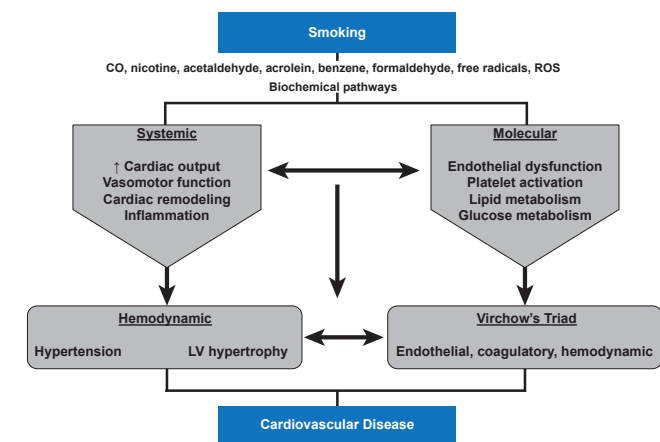 Smoking
CO, nicotine, acetaldehyde, acrolein, benzene, formaldehyde, free radicals, ROS
Biochemical pathways
Systemic
↑ Cardiac output
Vasomotor function
Cardiac remodeling
Inflammation
Molecular
Endothelial dysfunction
Platelet activation
Lipid metabolism
Glucose metabolism
Hemodynamic
Hypertension LV hypertrophy
Virchow's Triad
Endothelial, coagulatory, hemodynamic
Cardiovascular Disease